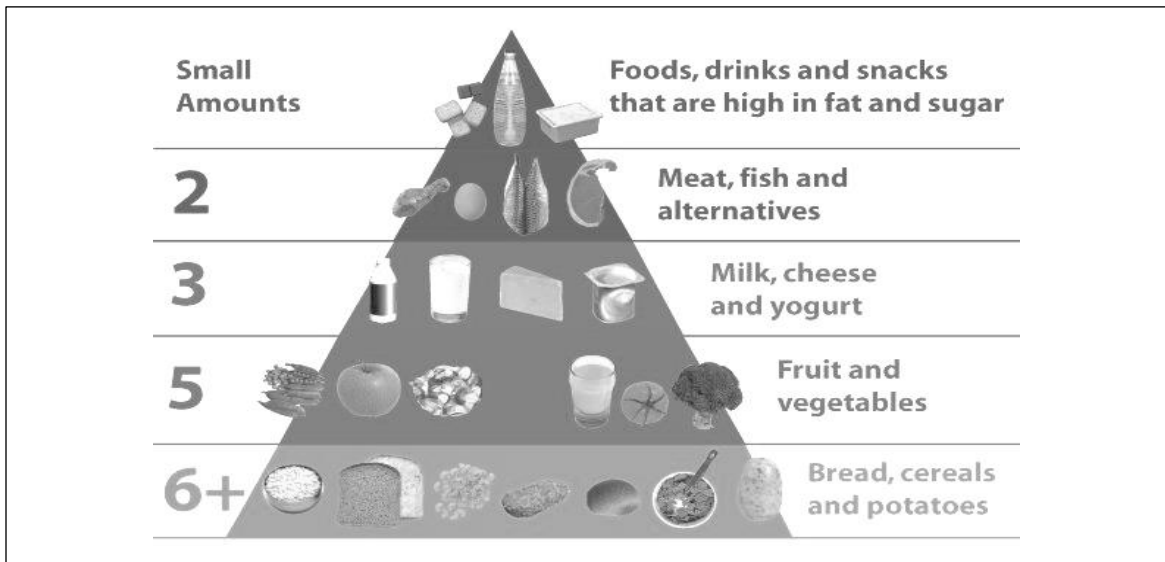 Small
Amounts
Foods, drinks and snacks
that are high in fat and sugar
2
Meat, fish and
alternatives
3
Milk, cheese
and yogurt
5
Fruit and
vegetables
6+
Bread, cereals
and potatoes